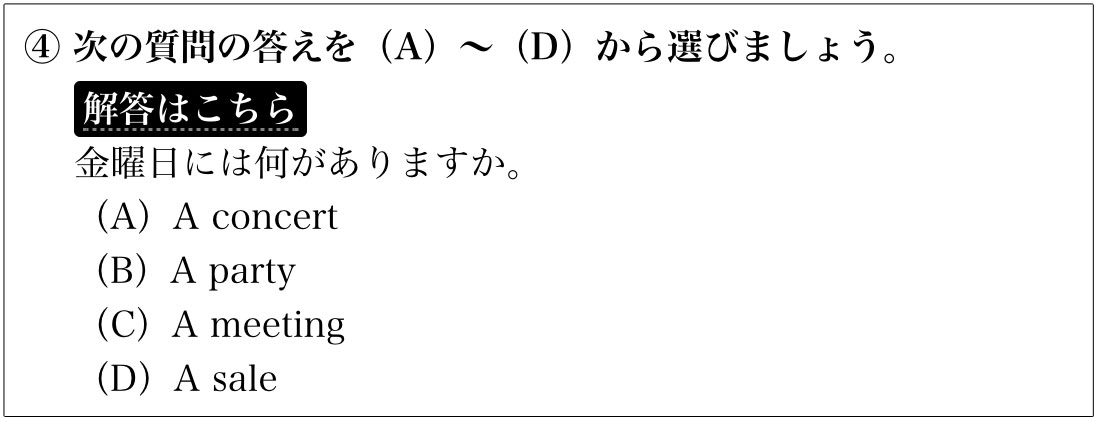 ④ 次の質問の答えを（A）～（D）から選びましょう。
解答はこちら
金曜日には何がありますか。
（A）A concert
（B）A party
（C）A meeting
（D）A sale